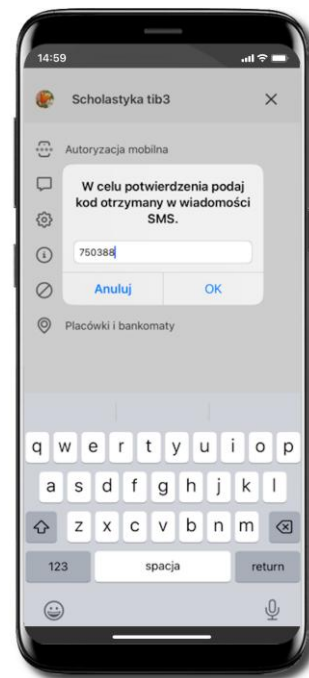 14:59
Scholastyka tib3
Autoryzacja mobilna
W celu potwierdzenia podaj
kod otrzymany w wiadomości
SMS.
750388
Anuluj OK
Placówki i bankomaty
q w e r t y u i o p
a s d f g h j k l
z x c v b n m
123 spacja return